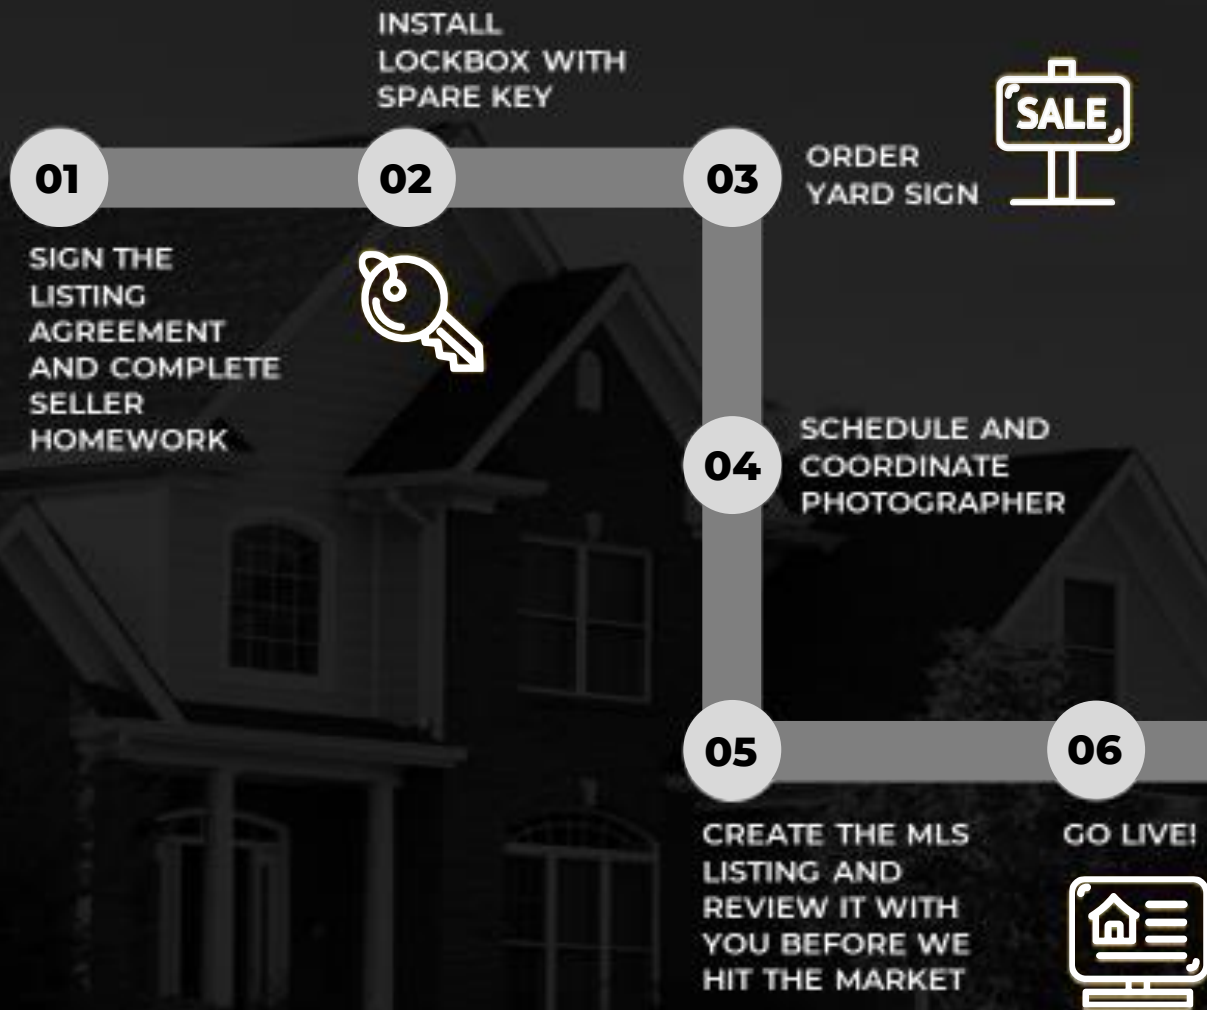 01
SIGN THE
LISTING
AGREEMENT
AND COMPLETE
SELLER
HOMEWORK
INSTALL
LOCKBOX WITH
SPARE KEY
02
03
ORDER
YARD SIGN
SALE
04
SCHEDULE AND
COORDINATE
PHOTOGRAPHER
05
CREATE THE MLS
LISTING AND
REVIEW IT WITH
YOU BEFORE WE
HIT THE MARKET
06
GO LIVE!